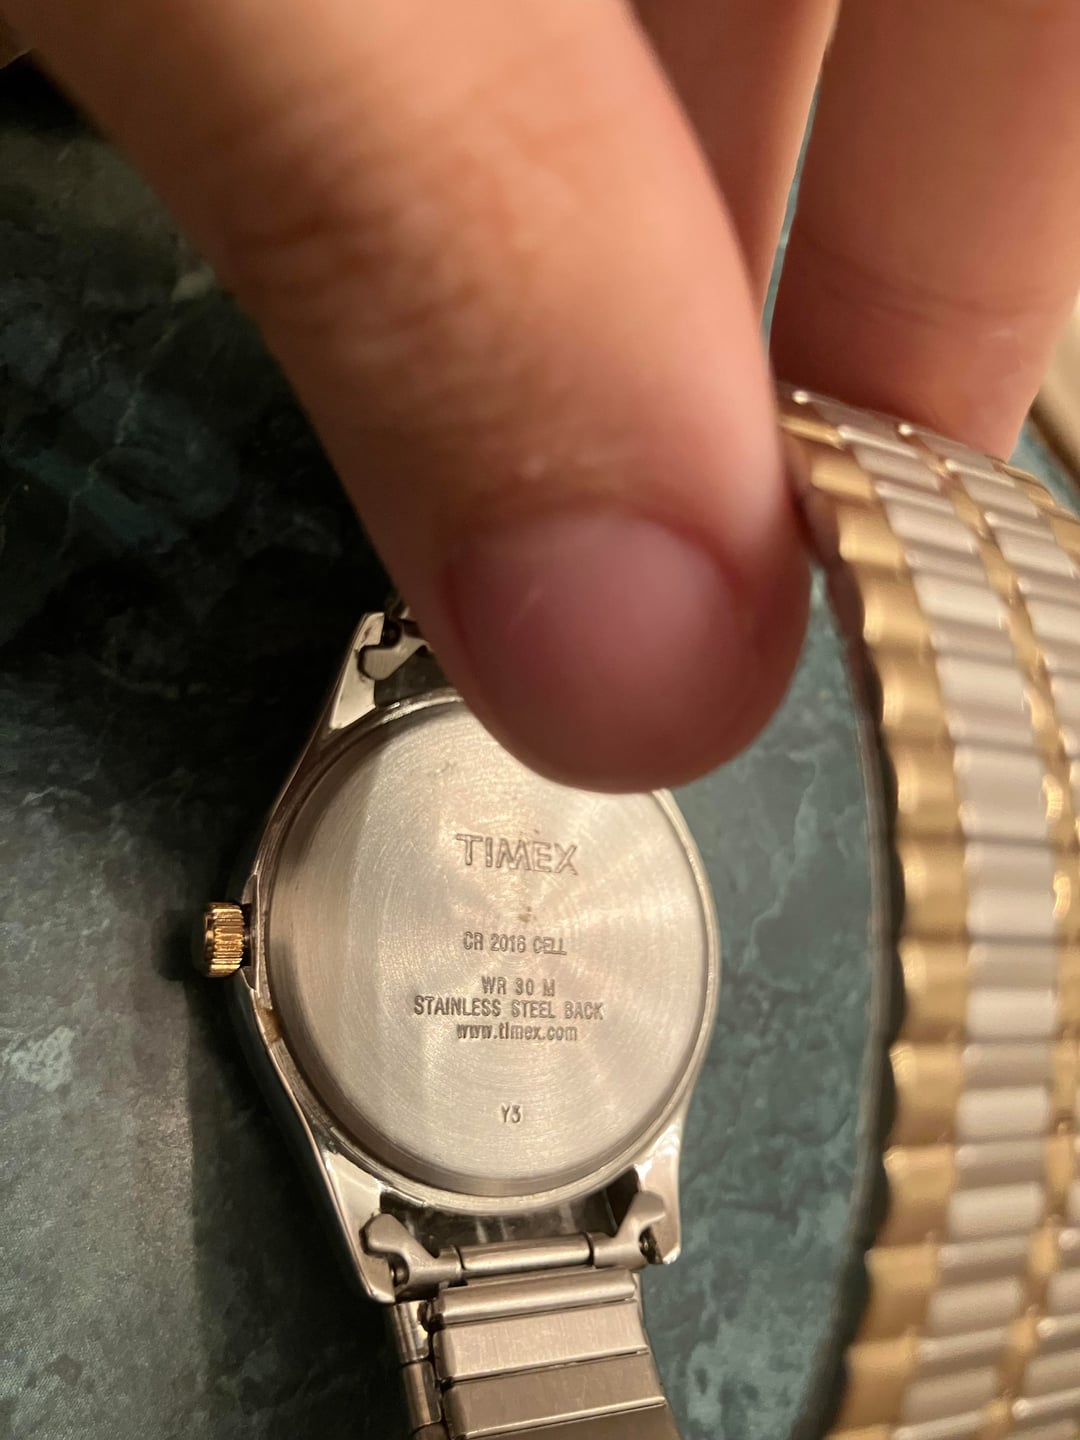 TIMEX
CR 2016 CELL
WR 30 M
STAINLESS STEEL BACK
www.timex.com
Y3